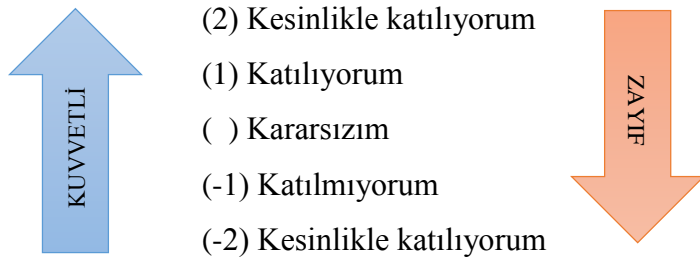 (2) Kesinlikle katılıyorum
(1) Katılıyorum
( ) Kararsızım
(-1) Katılmıyorum
(-2) Kesinlikle katılıyorum
KUVVETLİ
ZAYIF